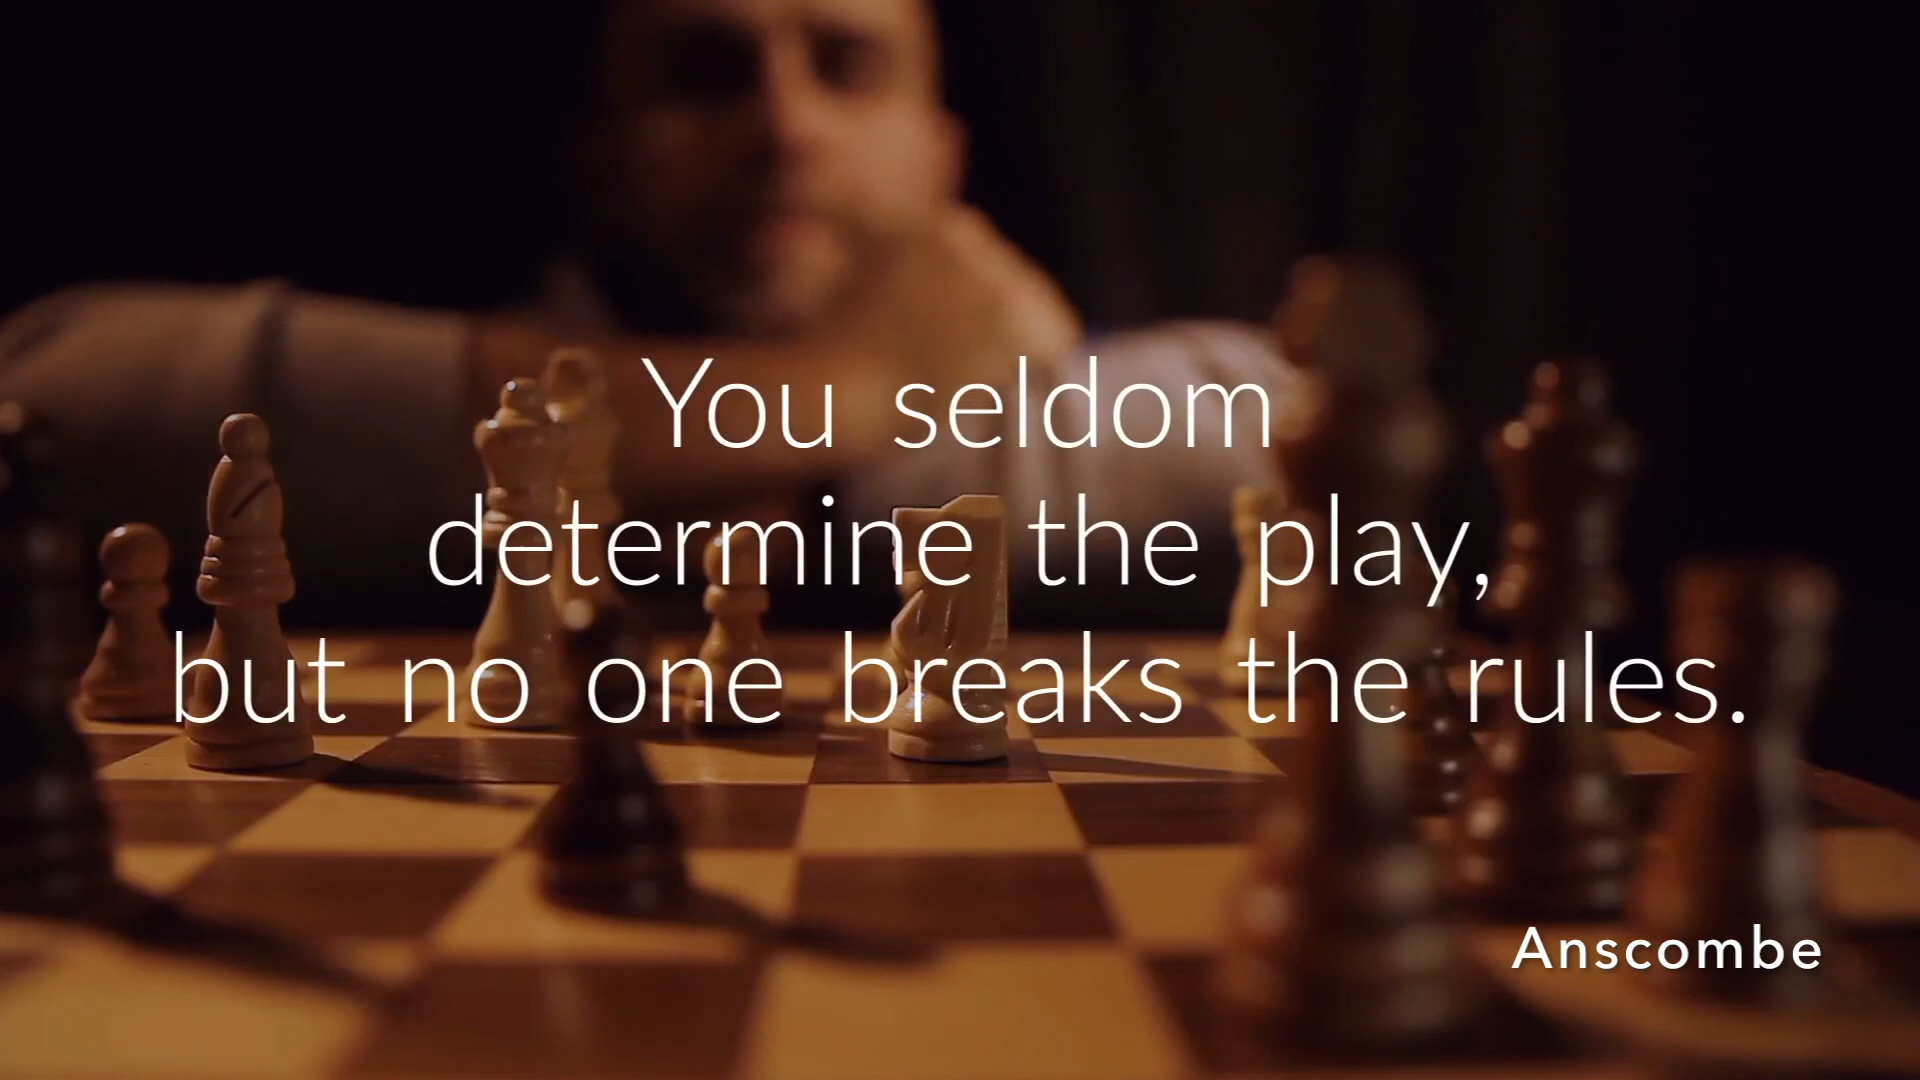 You seldom
determine the play,
but no one breaks the rules.
Anscombe